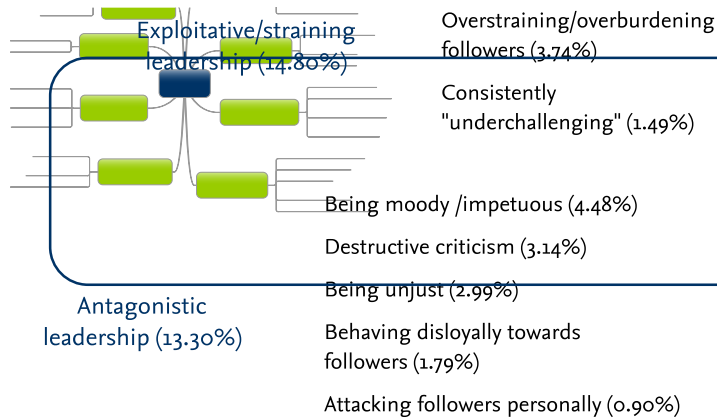 Exploitative/straining
leadership (14.80%)
Overstraining/overburdening
followers (3.74%)
Consistently
"underchallenging" (1.49%)
Antagonistic
leadership (13.30%)
Being moody /impetuous (4.48%)
Destructive criticism (3.14%)
Being unjust (2.99%)
Behaving disloyally towards
followers (1.79%)
Attacking followers personally (0.90%)